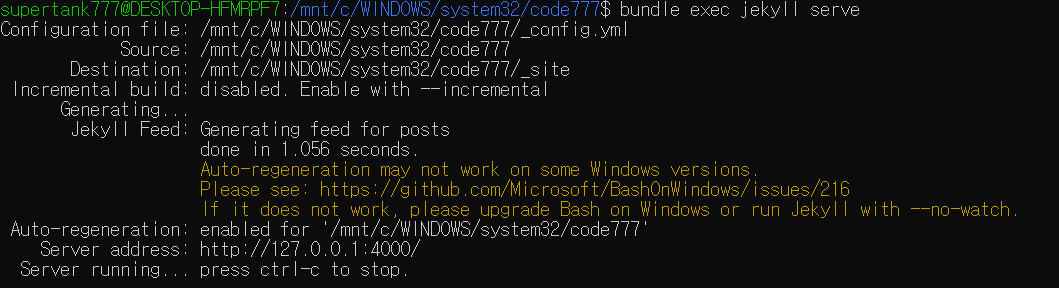 supertank777@DESKTOP-HFMRPF7:/mnt/c/WINDOWS/system32/code777$ bundle exec jekyll serve
Configuration file: /mnt/c/WINDOWS/system32/code777/_config.yml
Source: /mnt/c/WINDOWS/system32/code777
Destination: /mnt/c/WINDOWS/system32/code777/_site
Incremental build: disabled. Enable with --incremental
Generating...
Jekyll Feed: Generating feed for posts
done in 1.056 seconds.
Auto-regeneration may not work on some Windows versions.
Please see: https://github.com/Microsoft/BashOnWindows/issues/216
If it does not work, please upgrade Bash on Windows or run Jekyll with --no-watch.
Auto-regeneration: enabled for '/mnt/c/WINDOWS/system32/code777'
Server address: http://127.0.0.1:4000/
Server running... press ctrl-c to stop.